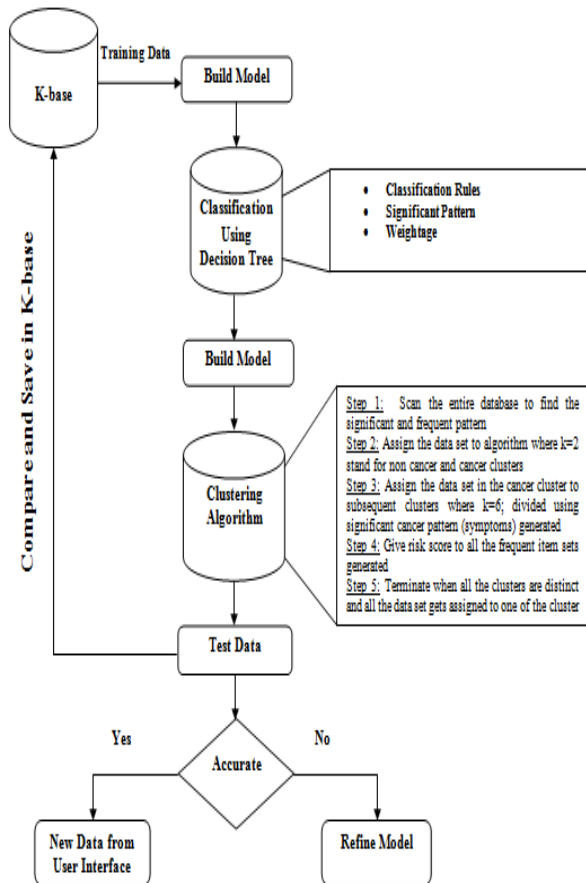 Training Data
K-base
Build Model
Classification
Using
Decision Tree
• Classification Rules
• Significant Pattern
• Weightage
Build Model
Compare and Save in K-base
Clustering
Algorithm
Step 1: Scan the entire database to find the
significant and frequent pattern
Step 2: Assign the data set to algorithm where k=2
stand for non cancer and cancer clusters
Step 3: Assign the data set in the cancer cluster to
subsequent clusters where k=6; divided using
significant cancer pattern (symptoms) generated
Step 4: Give risk score to all the frequent item sets
generated
Step 5: Terminate when all the clusters are distinct
and all the data set gets assigned to one of the cluster
Test Data
Yes
No
Accurate
New Data from
User Interface
Refine Model